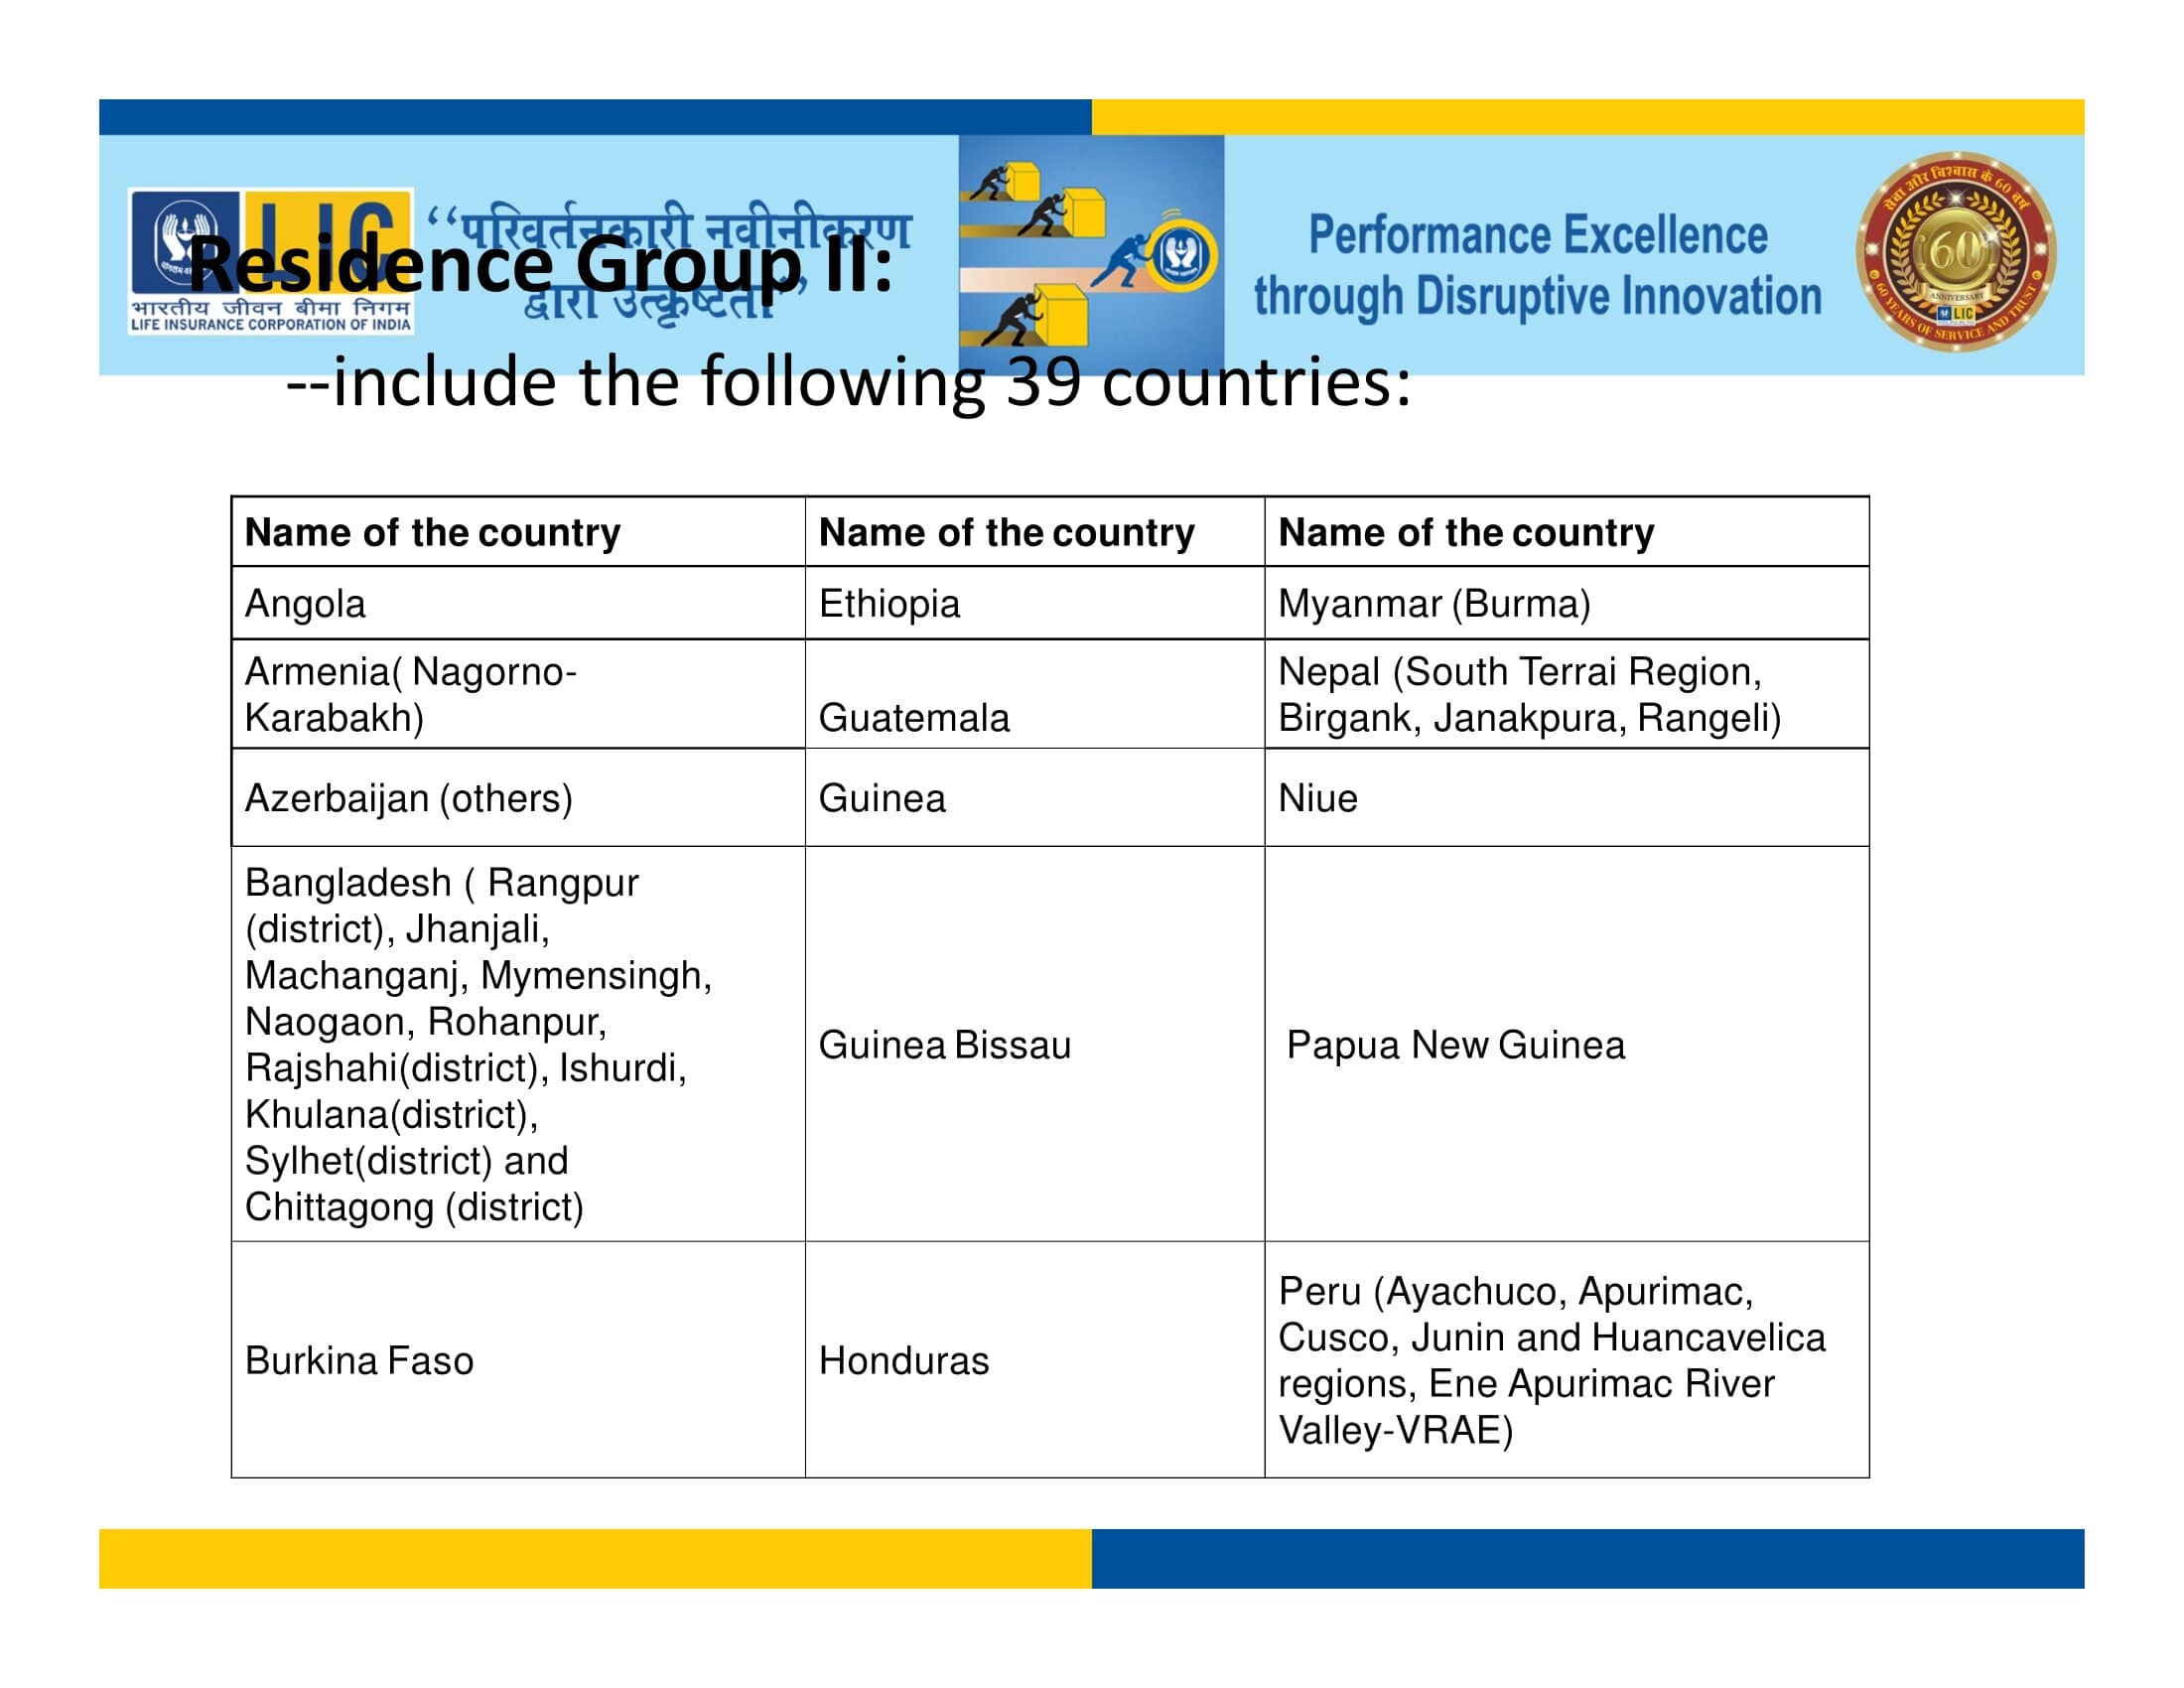 LIC
भारतीय जीवन बीमा निगम
LIFE INSURANCE CORPORATION OF INDIA
“परिवर्तनकारी नवीनीकरण
द्वारा उत्कृष्टता”
Performance Excellence
through Disruptive Innovation
सेवा और विश्वास के 60 वर्ष
60
ANNIVERSARY
LIC
60 YEARS OF SERVICE AND TRUST
Residence Group II:
--include the following 39 countries:
Name of the country Name of the country Name of the country
Angola Ethiopia Myanmar (Burma)
Armenia( Nagorno-
Karabakh)
Guatemala
Nepal (South Terrai Region,
Birgank, Janakpura, Rangeli)
Azerbaijan (others) Guinea Niue
Bangladesh ( Rangpur
(district), Jhanjali,
Machanganj, Mymensingh,
Naogaon, Rohanpur,
Rajshahi(district), Ishurdi,
Khulana(district),
Sylhet(district) and
Chittagong (district)
Guinea Bissau
Papua New Guinea
Burkina Faso
Honduras
Peru (Ayachuco, Apurimac,
Cusco, Junin and Huancavelica
regions, Ene Apurimac River
Valley-VRAE)